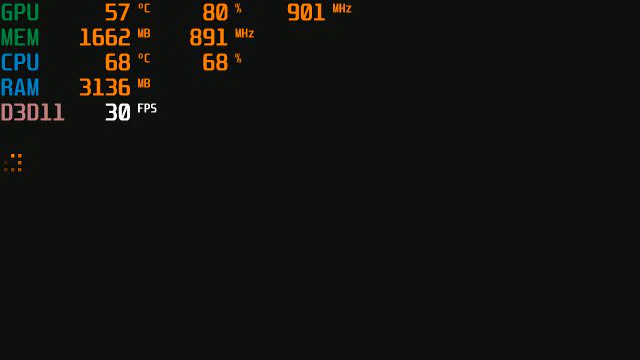 GPU 57 °C 80 % 901 MHz
MEM 1662 MB 891 MHz
CPU 68 °C 68 %
RAM 3136 MB
D3D11 30 FPS